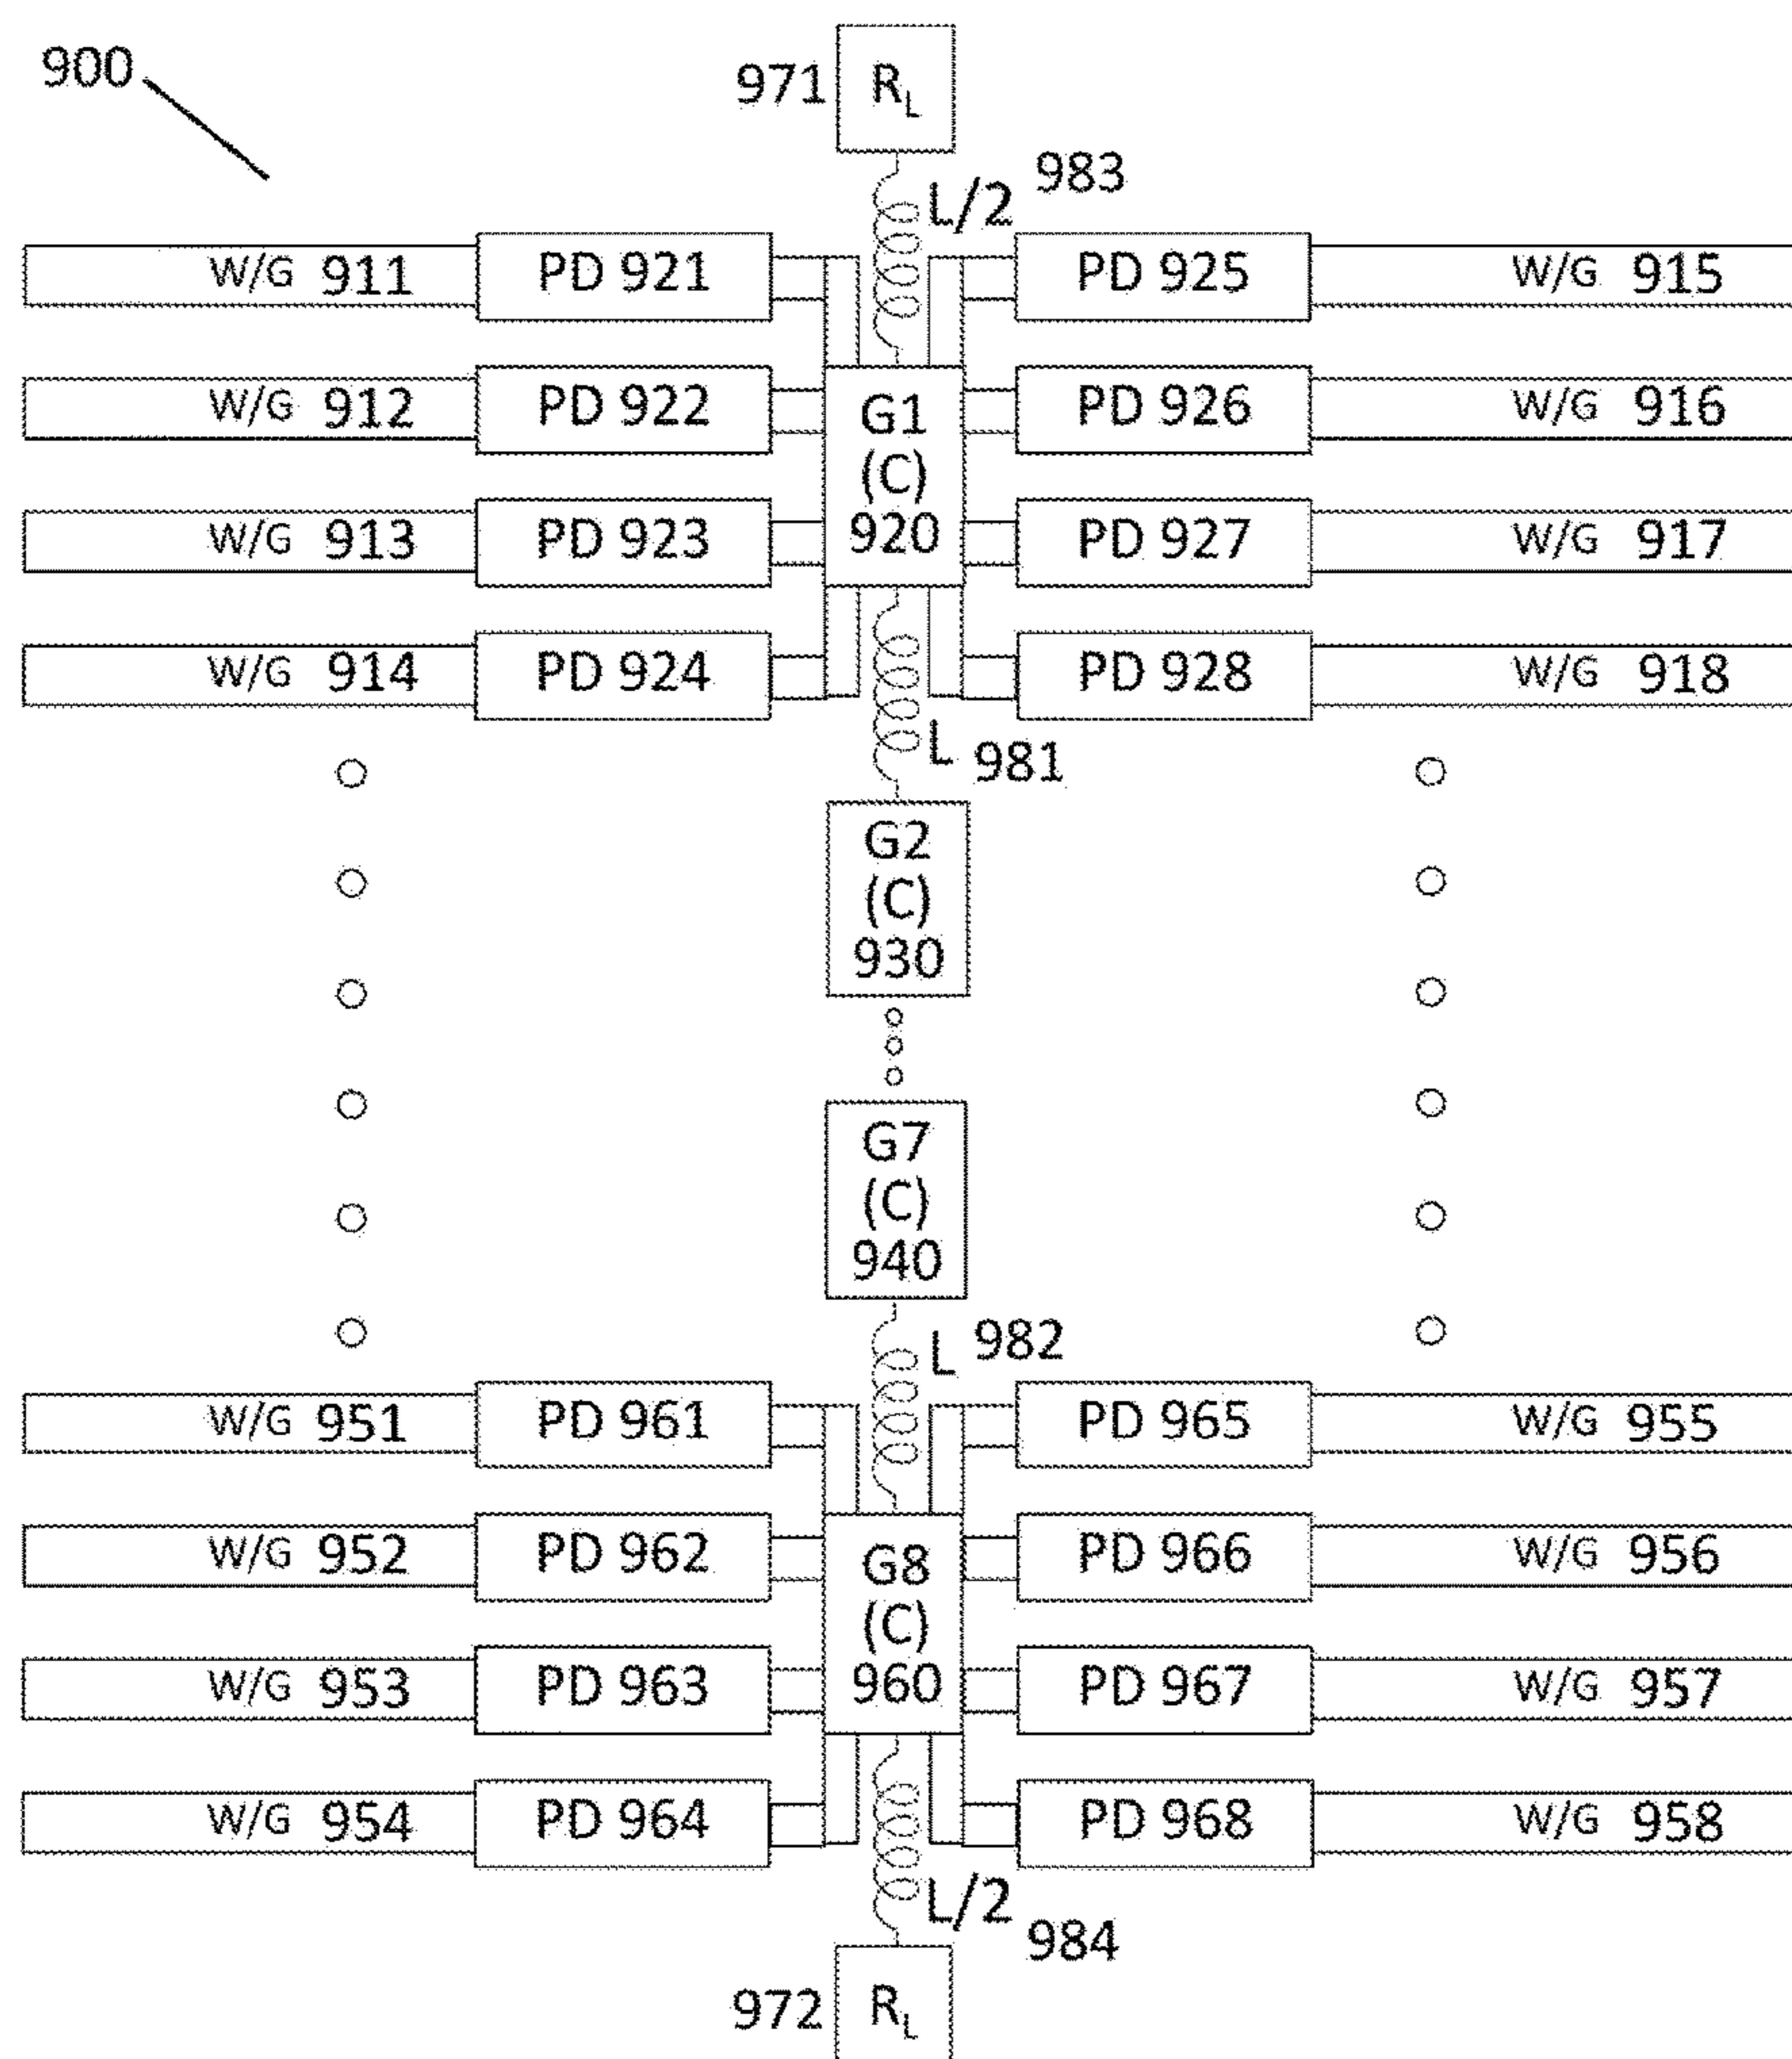 900
971 R_L
L/2 983
W/G 911 PD 921 PD 925 W/G 915
W/G 912 PD 922 G1 (C) 920 PD 926 W/G 916
W/G 913 PD 923 PD 927 W/G 917
W/G 914 PD 924 PD 928 W/G 918
L 981
G2
(C)
930
G7
(C)
940
L 982
W/G 951 PD 961 PD 965 W/G 955
W/G 952 PD 962 G8 (C) 960 PD 966 W/G 956
W/G 953 PD 963 PD 967 W/G 957
W/G 954 PD 964 PD 968 W/G 958
L/2 984
972 R_L